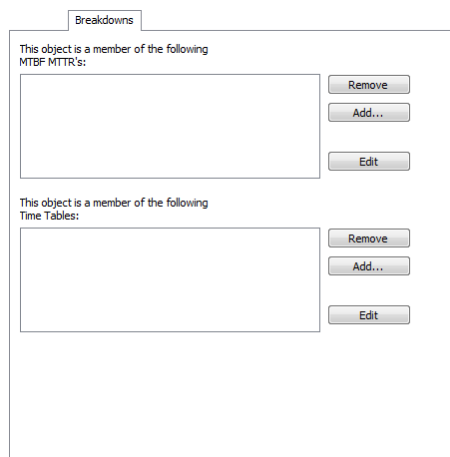 Breakdowns
This object is a member of the following
MTBF MTTR's:
Remove
Add...
Edit
This object is a member of the following
Time Tables:
Remove
Add...
Edit